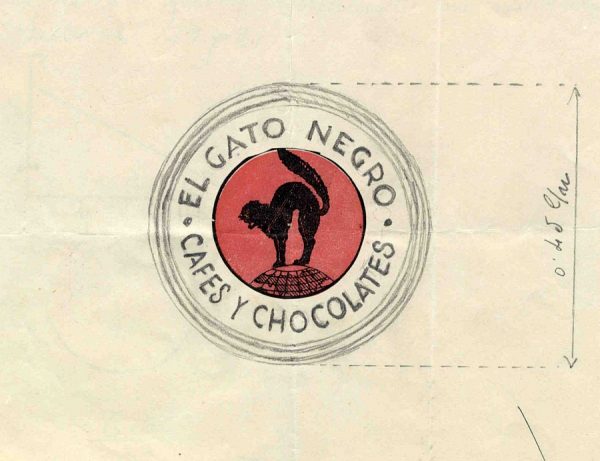 • EL GATO NEGRO •
CAFES Y CHOCOLATES